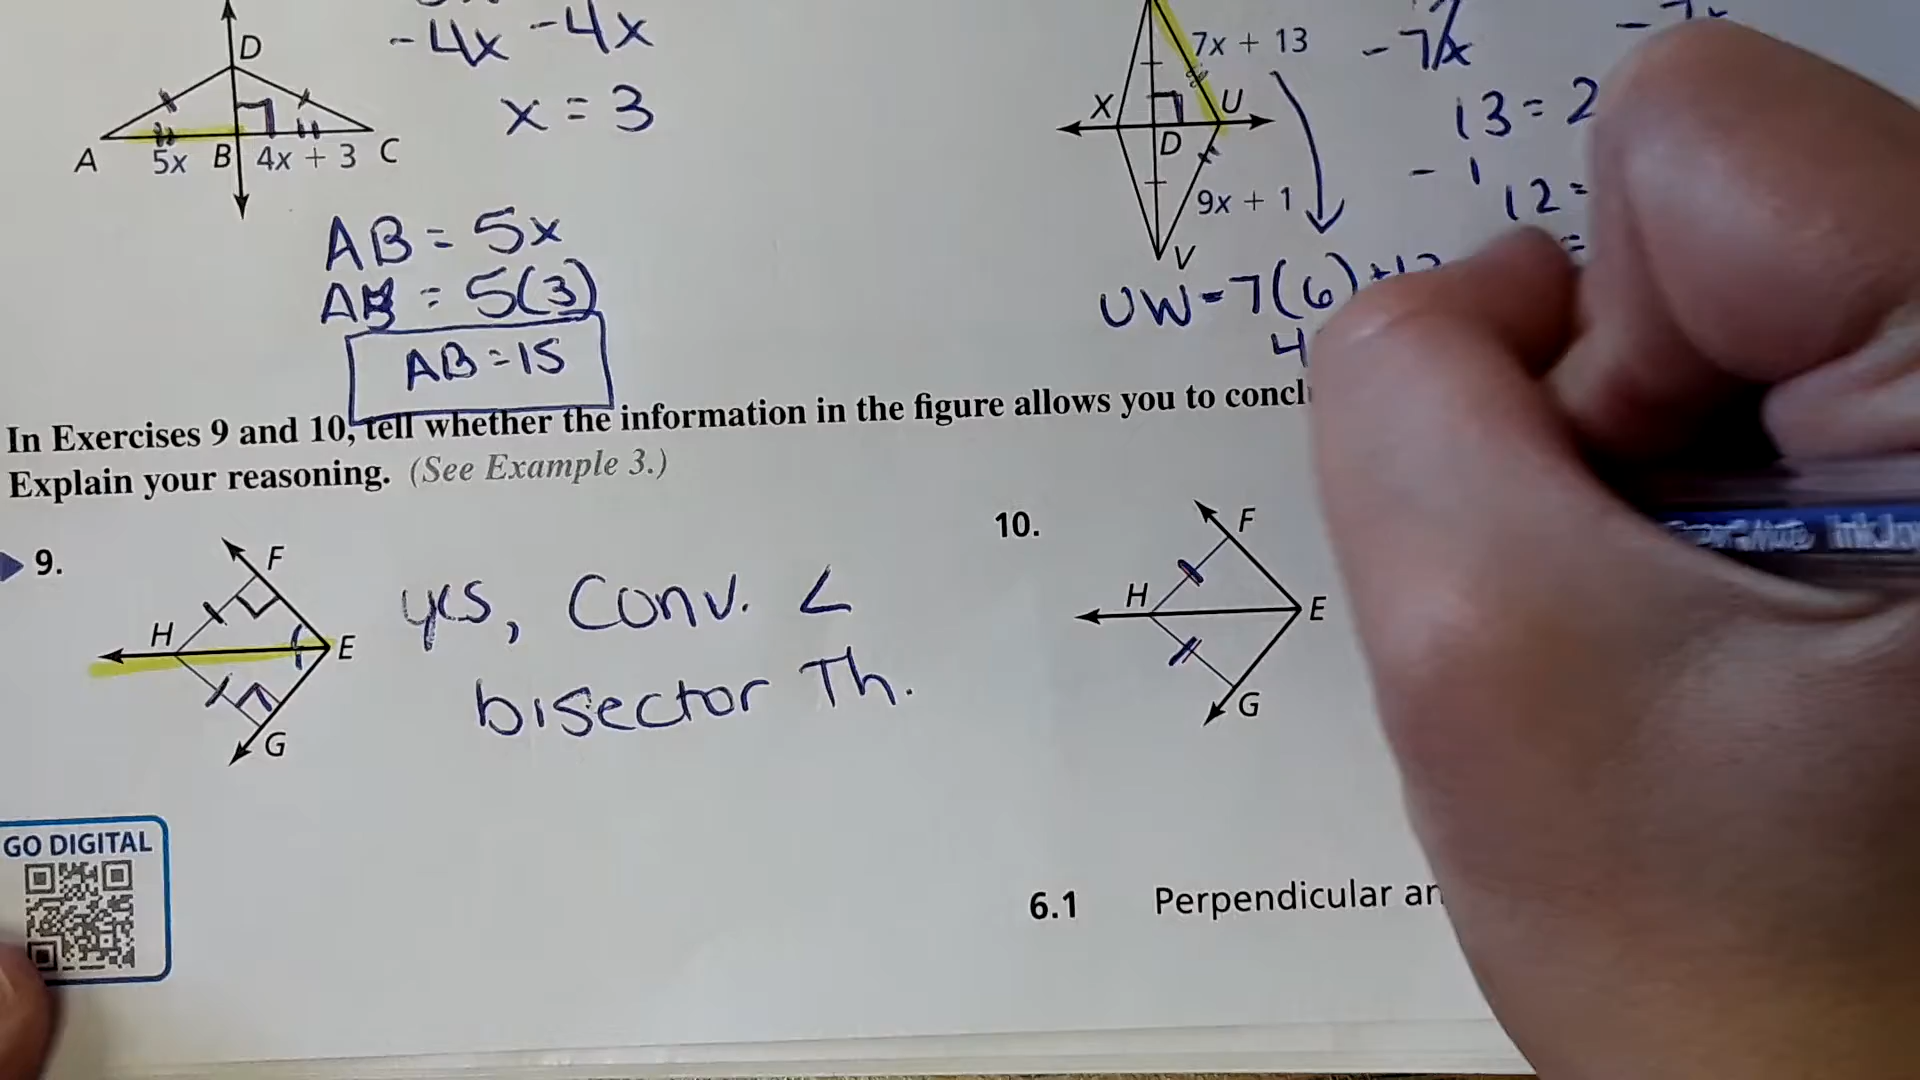 -4x -4x
x = 3
D
A 5x B 4x + 3 C
AB = 5x
AB = 5(3)
AB = 15
7x + 13
-7x
X U
D
9x + 1
V
13 = 2
- 1
12 =
=
UW = 7(6) + 13
4
In Exercises 9 and 10, tell whether the information in the figure allows you to
Explain your reasoning. (See Example 3.)
9.
F
H
E
G
yes, Conv. <
bisector Th.
10.
F
H
E
G
GO DIGITAL
6.1 Perpendicular